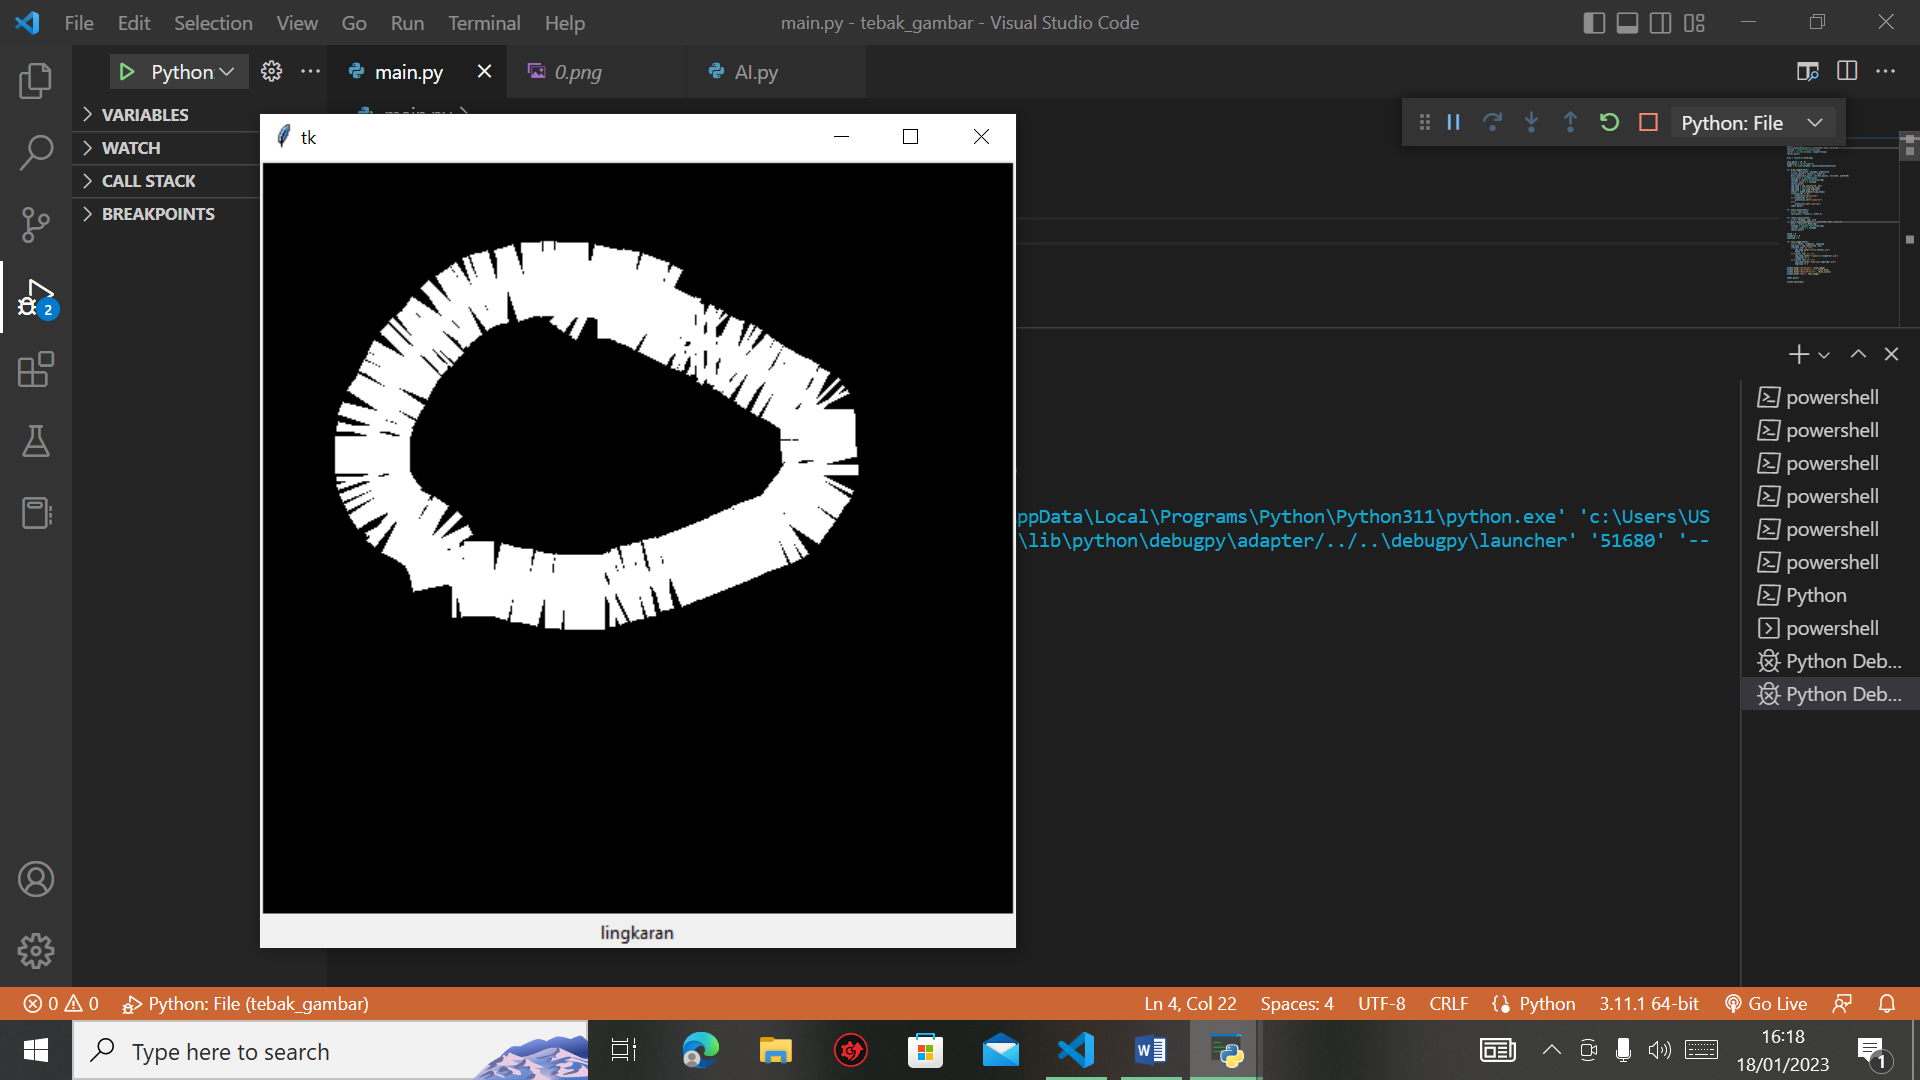 File Edit Selection View Go Run Terminal Help
main.py - tebak_gambar - Visual Studio Code
Python:
main.py
0.png
AI.py
VARIABLES
WATCH
CALL STACK
BREAKPOINTS
tk
Python: File
2
powershell
powershell
powershell
powershell
powershell
powershell
Python
powershell
Python Deb...
Python Deb...
ppData\Local\Programs\Python\Python311\python.exe' 'c:\Users\US
\lib\python\debugpy\adapter/../..\debugpy\launcher' '51680' '--
lingkaran
0 0 Python: File (tebak_gambar)
Ln 4, Col 22 Spaces: 4 UTF-8 CRLF Python 3.11.1 64-bit Go Live
Type here to search
16:18
18/01/2023
1